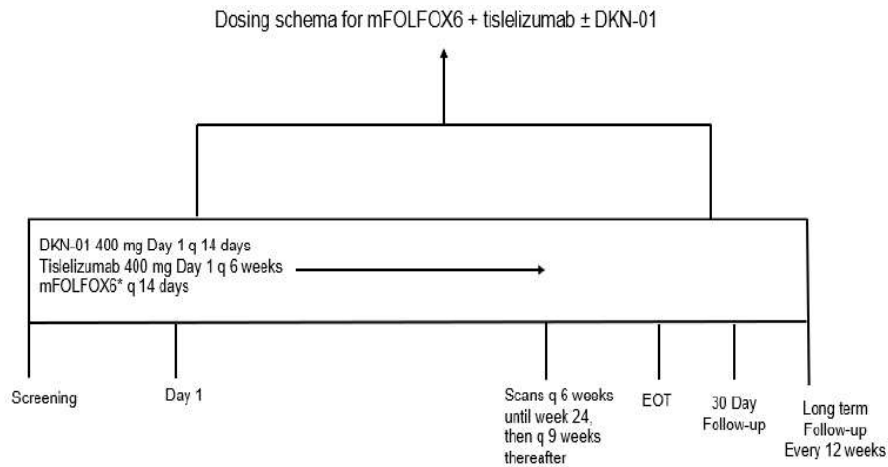 Dosing schema for mFOLFOX6 + tislelizumab ± DKN-01
DKN-01 400 mg Day 1 q 14 days
Tislelizumab 400 mg Day 1 q 6 weeks
mFOLFOX6* q 14 days
Screening
Day 1
Scans q 6 weeks
until week 24,
then q 9 weeks
thereafter
EOT
30 Day
Follow-up
Long term
Follow-up
Every 12 weeks